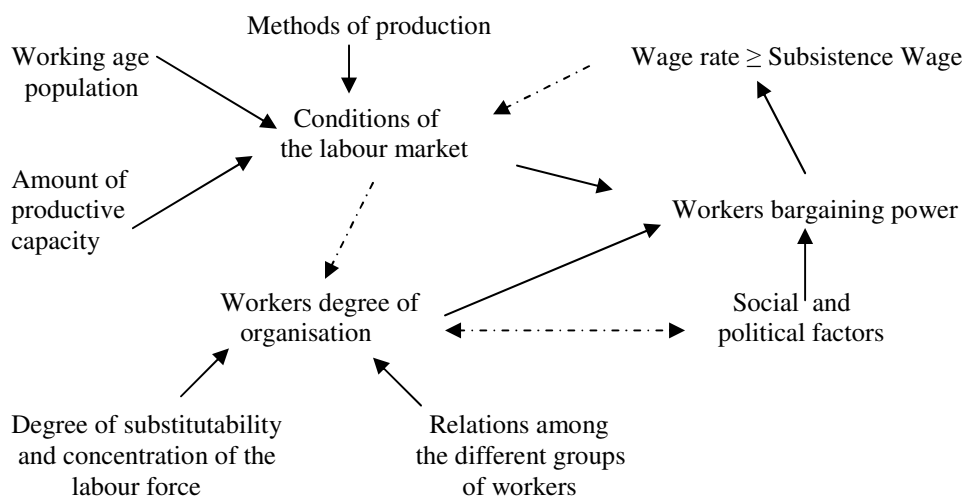 Methods of production
Working age
population
Wage rate ≥ Subsistence Wage
Conditions of
the labour market
Amount of
productive
capacity
Workers bargaining power
Workers degree of
organisation
Social and
political factors
Degree of substitutability
and concentration of the
labour force
Relations among
the different groups
of workers